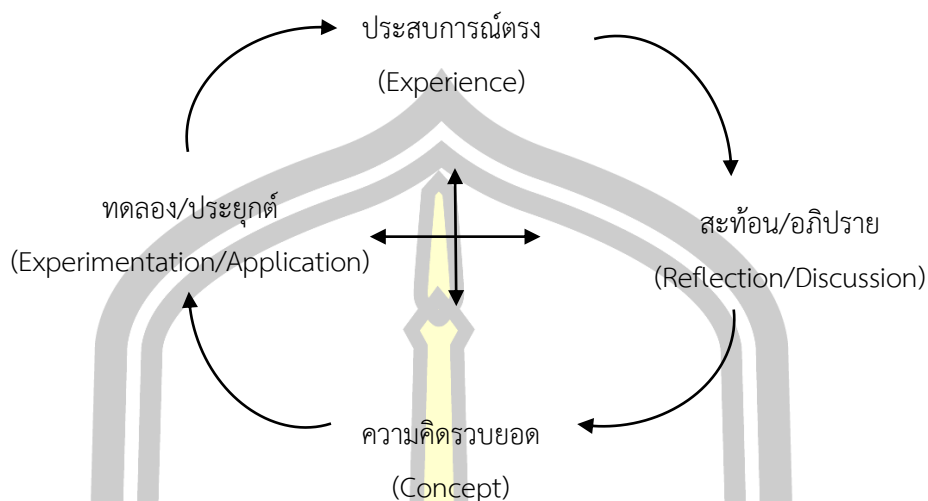 ประสบการณ์ตรง
(Experience)
ทดลอง/ประยุกต์
(Experimentation/Application)
สะท้อน/อภิปราย
(Reflection/Discussion)
ความคิดรวบยอด
(Concept)